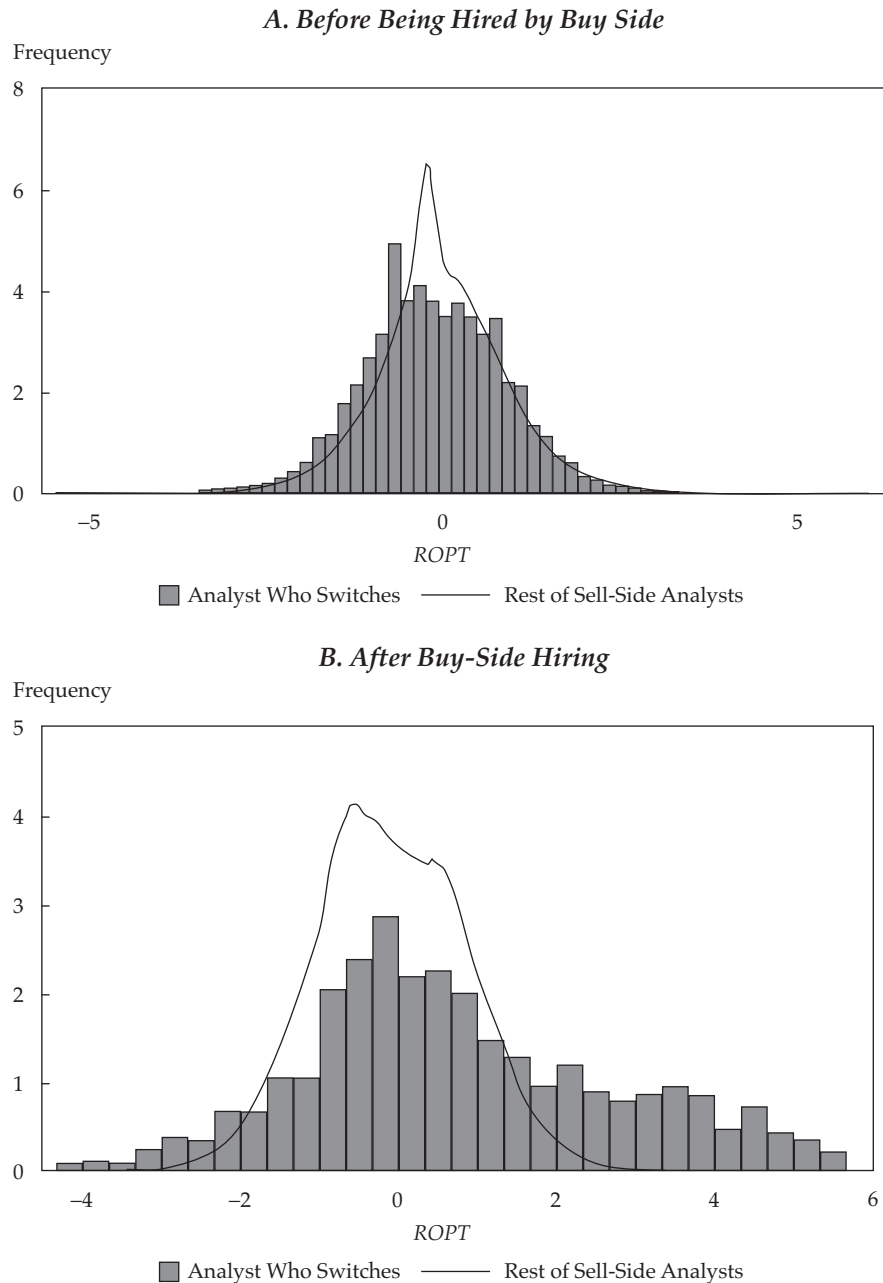 A. Before Being Hired by Buy Side
Frequency
8
6
4
2
0
–5 0 5
ROPT
Analyst Who Switches Rest of Sell-Side Analysts
B. After Buy-Side Hiring
Frequency
5
4
3
2
1
0
–4 –2 0 2 4 6
ROPT
Analyst Who Switches Rest of Sell-Side Analysts